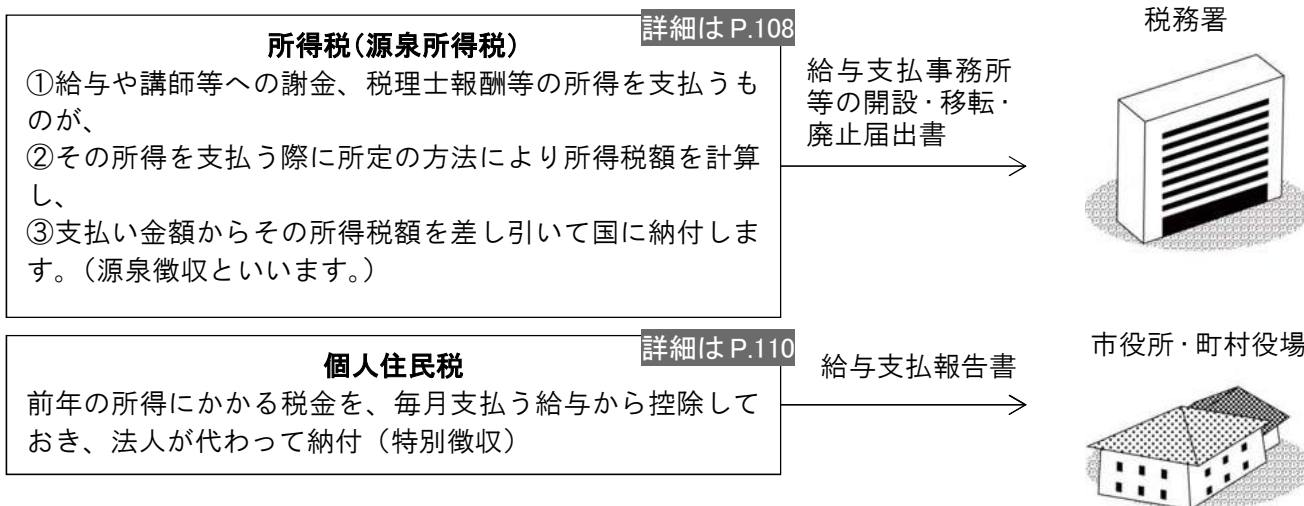 詳細は P.108
所得税(源泉所得税)
①給与や講師等への謝金、税理士報酬等の所得を支払うも
のが、
②その所得を支払う際に所定の方法により所得税額を計算
し、
③支払い金額からその所得税額を差し引いて国に納付しま
す。(源泉徴収といいます。)
給与支払事務所
等の開設・移転・
廃止届出書
税務署
詳細は P.110
個人住民税
前年の所得にかかる税金を、毎月支払う給与から控除して
おき、法人が代わって納付（特別徴収）
給与支払報告書
市役所・町村役場